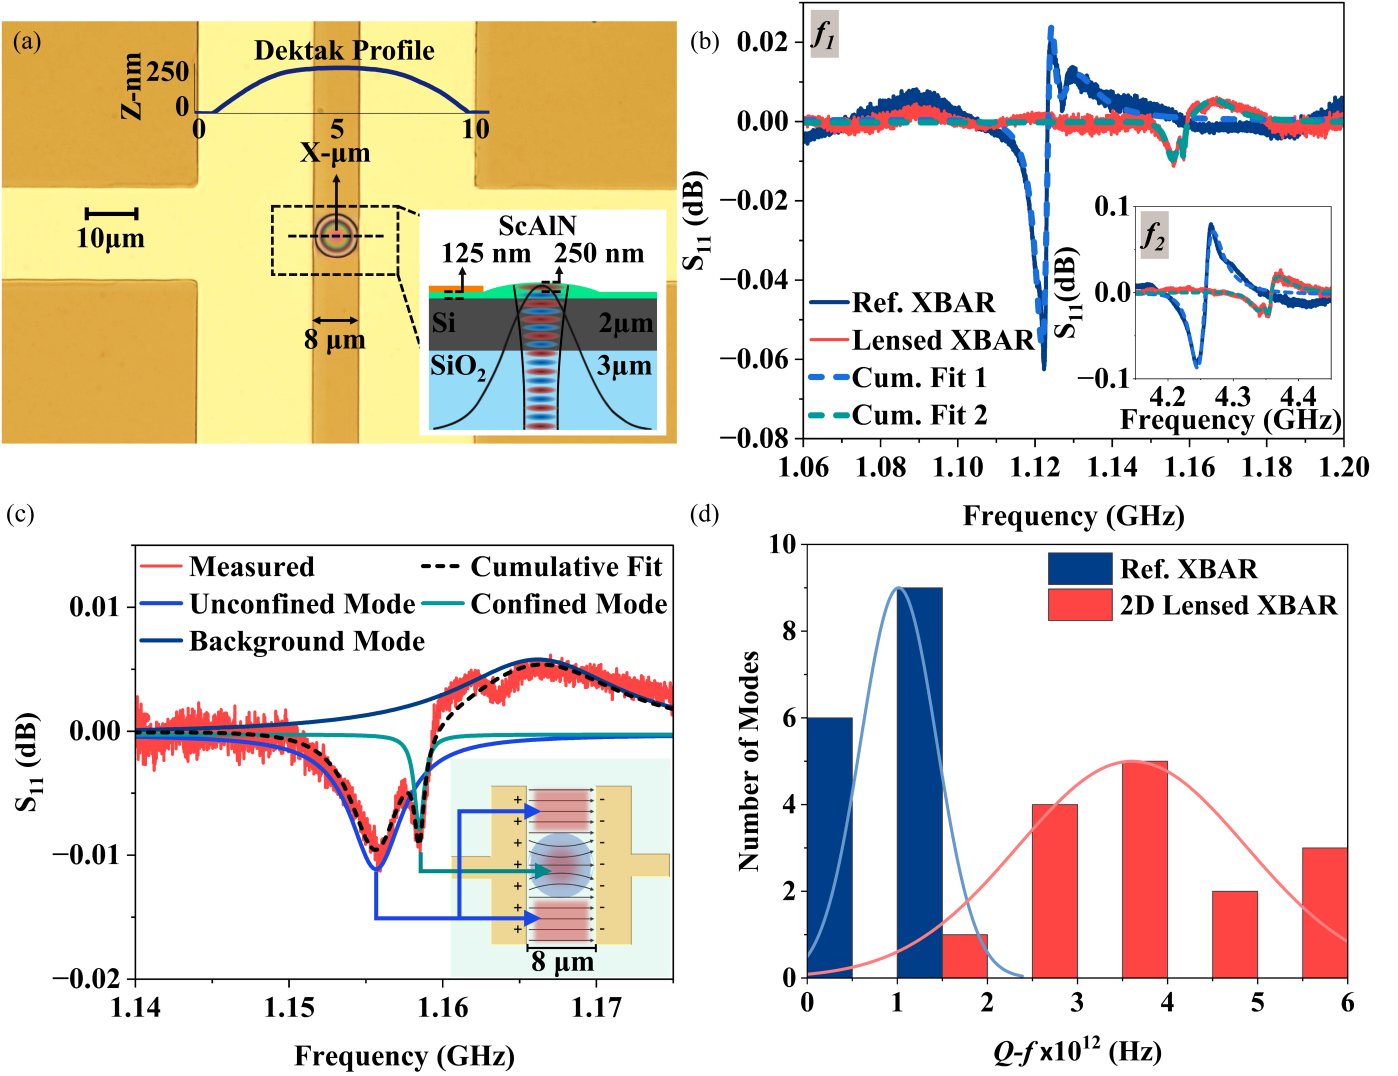 (a)
Dektak Profile
Z-nm
250
0
0
5
10
X-μm
10μm
8 μm
ScAlN
125 nm
250 nm
Si
2μm
SiO2
3μm
(b)
f1
S11 (dB)
0.02
0.00
−0.02
−0.04
−0.06
−0.08
Ref. XBAR
Lensed XBAR
Cum. Fit 1
Cum. Fit 2
f2
S11(dB)
0.1
0.0
−0.1
4.2
4.3
4.4
Frequency (GHz)
1.06
1.08
1.10
1.12
1.14
1.16
1.18
1.20
Frequency (GHz)
(c)
Measured
Cumulative Fit
Unconfined Mode
Confined Mode
Background Mode
S11 (dB)
0.01
0.00
−0.01
−0.02
+ -
+ -
+ -
+ -
+ -
+ -
+ -
+ -
8 μm
1.14
1.15
1.16
1.17
Frequency (GHz)
(d)
Ref. XBAR
2D Lensed XBAR
Number of Modes
10
8
6
4
2
0
0
1
2
3
4
5
6
Q-f x10¹² (Hz)